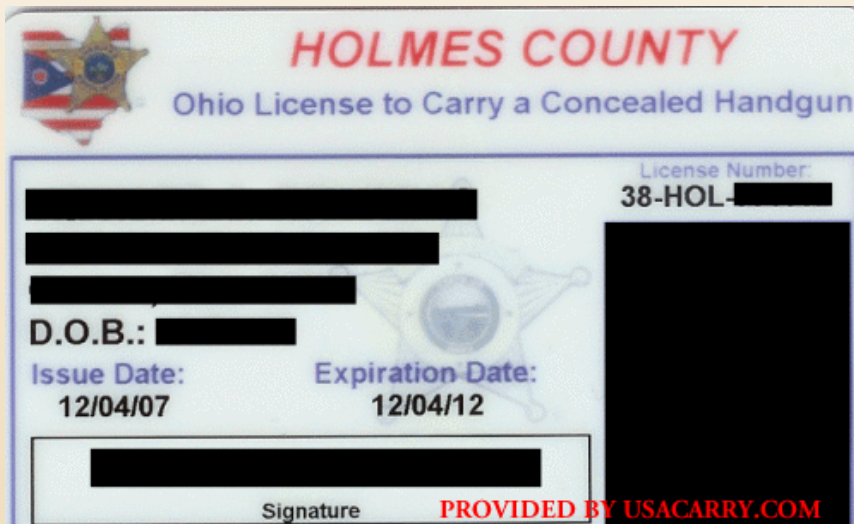 HOLMES COUNTY
Ohio License to Carry a Concealed Handgun
License Number:
38-HOL-
D.O.B.:
Issue Date: Expiration Date:
12/04/07 12/04/12
Signature
PROVIDED BY USACARRY.COM